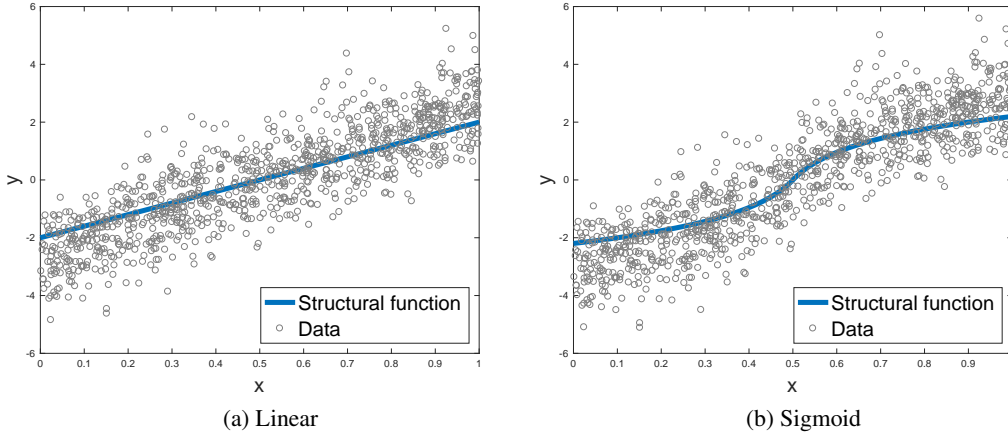 6
4
2
0
-2
-4
-6
y
0 0.1 0.2 0.3 0.4 0.5 0.6 0.7 0.8 0.9 1
x
Structural function
Data
(a) Linear
6
4
2
0
-2
-4
-6
y
0 0.1 0.2 0.3 0.4 0.5 0.6 0.7 0.8 0.9
x
Structural function
Data
(b) Sigmoid